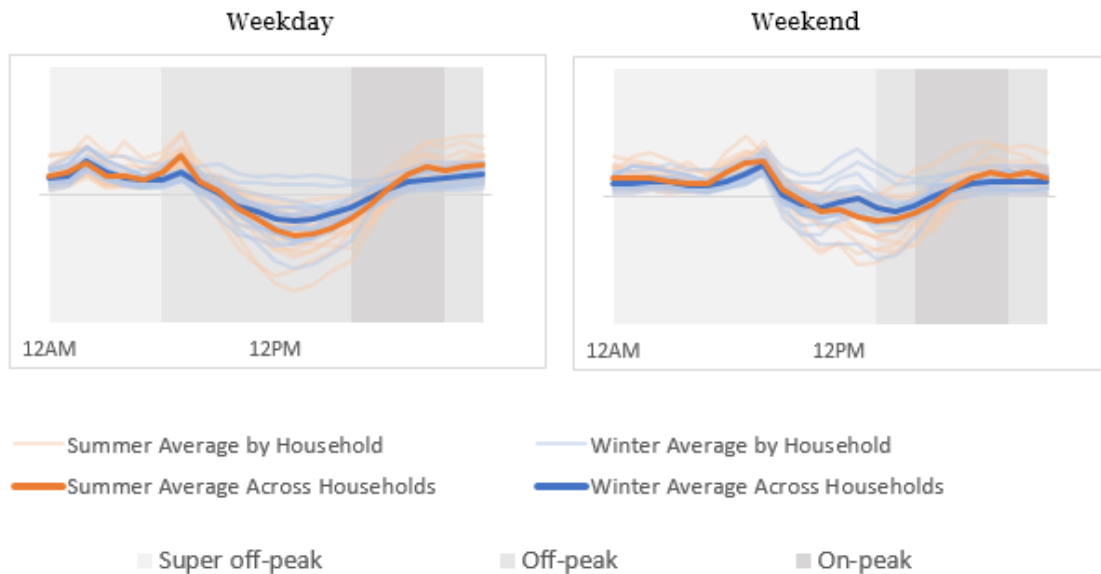 Weekday
Weekend
12AM
12PM
12AM
12PM
Summer Average by Household
Winter Average by Household
Summer Average Across Households
Winter Average Across Households
Super off-peak
Off-peak
On-peak